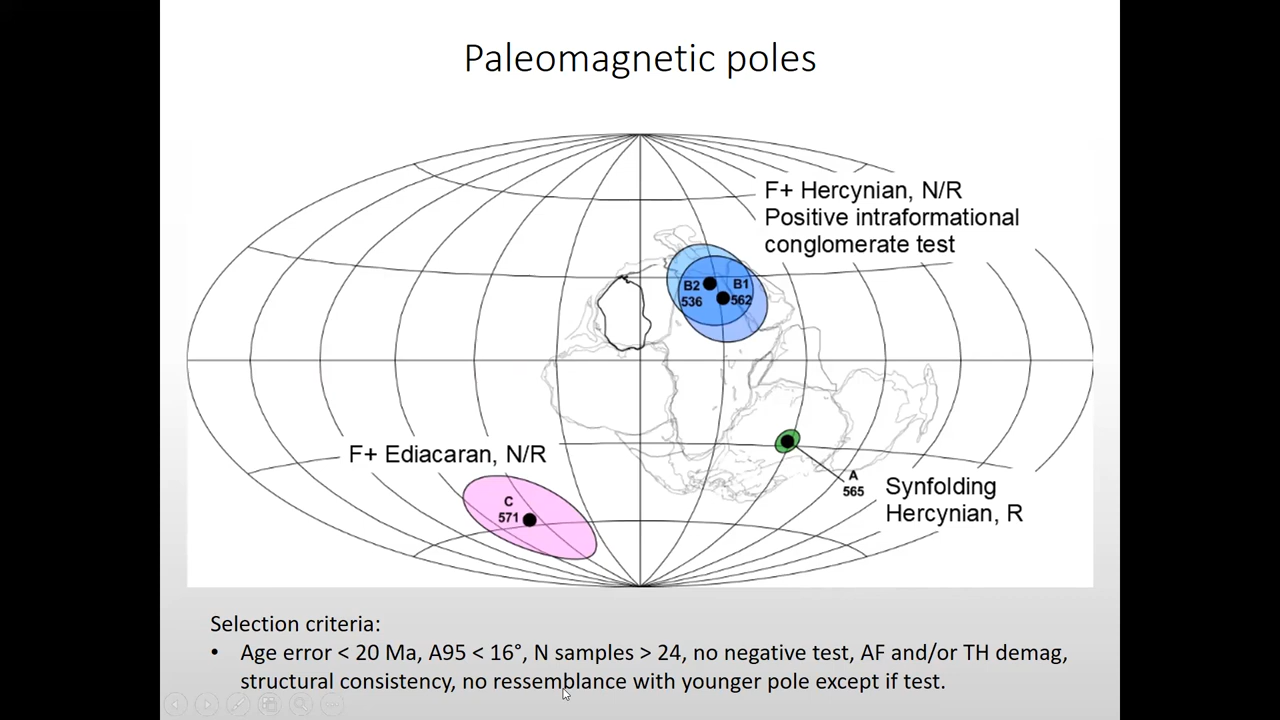 Paleomagnetic poles
F+ Hercynian, N/R
Positive intraformational
conglomerate test
B2
536
B1
562
F+ Ediacaran, N/R
C
571
A
565
Synfolding
Hercynian, R
Selection criteria:
• Age error < 20 Ma, A95 < 16°, N samples > 24, no negative test, AF and/or TH demag,
structural consistency, no ressemblance with younger pole except if test.